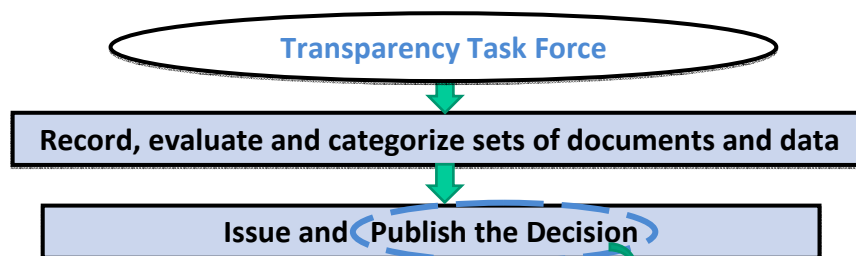 Transparency Task Force
Record, evaluate and categorize sets of documents and data
Issue and Publish the Decision